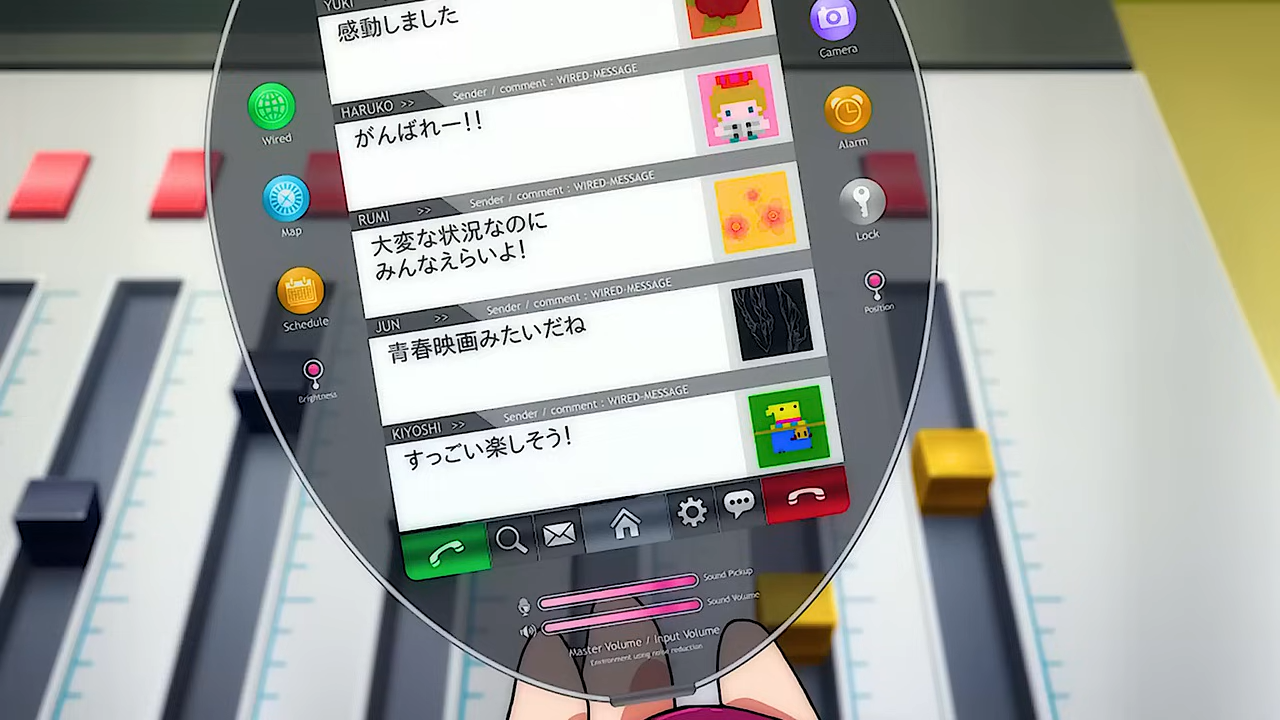 YUKI
感動しました
Sender / comment : WIRED-MESSAGE
HARUKO >>
がんばれー!!
Sender / comment : WIRED-MESSAGE
RUMI >>
大変な状況なのに
みんなえらいよ!
Sender / comment : WIRED-MESSAGE
JUN >>
青春映画みたいだね
Sender / comment : WIRED-MESSAGE
KIYOSHI >>
すっごい楽しそう!
Wired
Map
Schedule
Brightness
Camera
Alarm
Lock
Position
Sound Pickup
Sound Volume
Master Volume / Input Volume
Environment using noise reduction